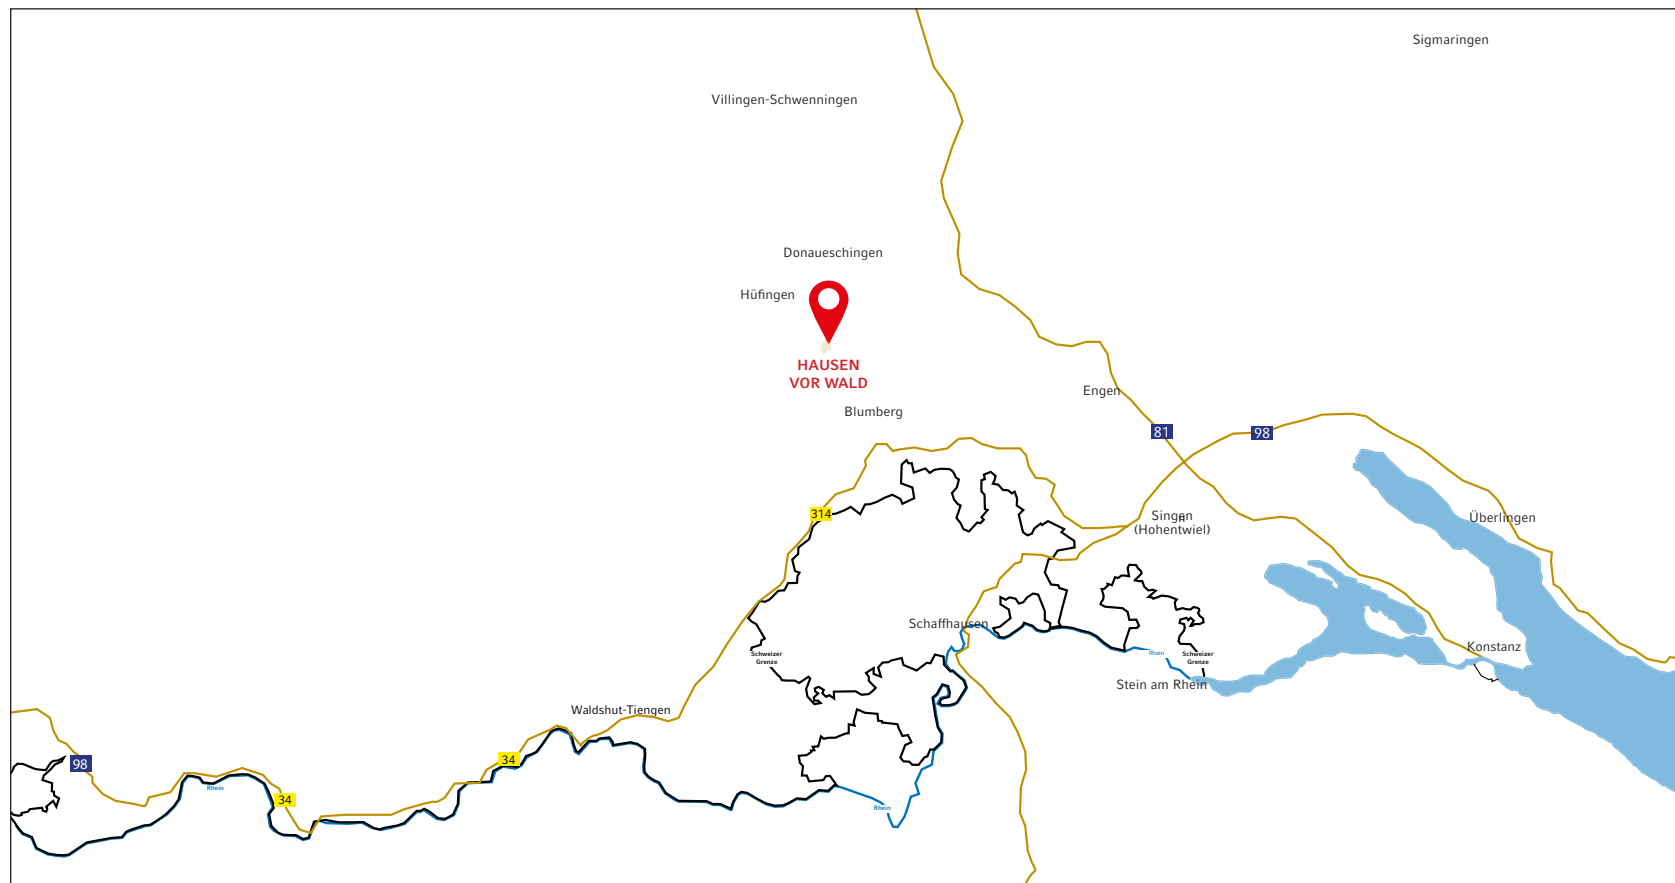 Sigmaringen
Villingen-Schwenningen
Donaueschingen
Hüfingen
HAUSEN
VOR WALD
Engen
Blumberg
81
98
314
Singen
(Hohentwiel)
Überlingen
Schaffhausen
Konstanz
Schweizer
Grenze
Rhein
Schweizer
Grenze
Stein am Rhein
Waldshut-Tiengen
34
98
Rhein
34
Rhein